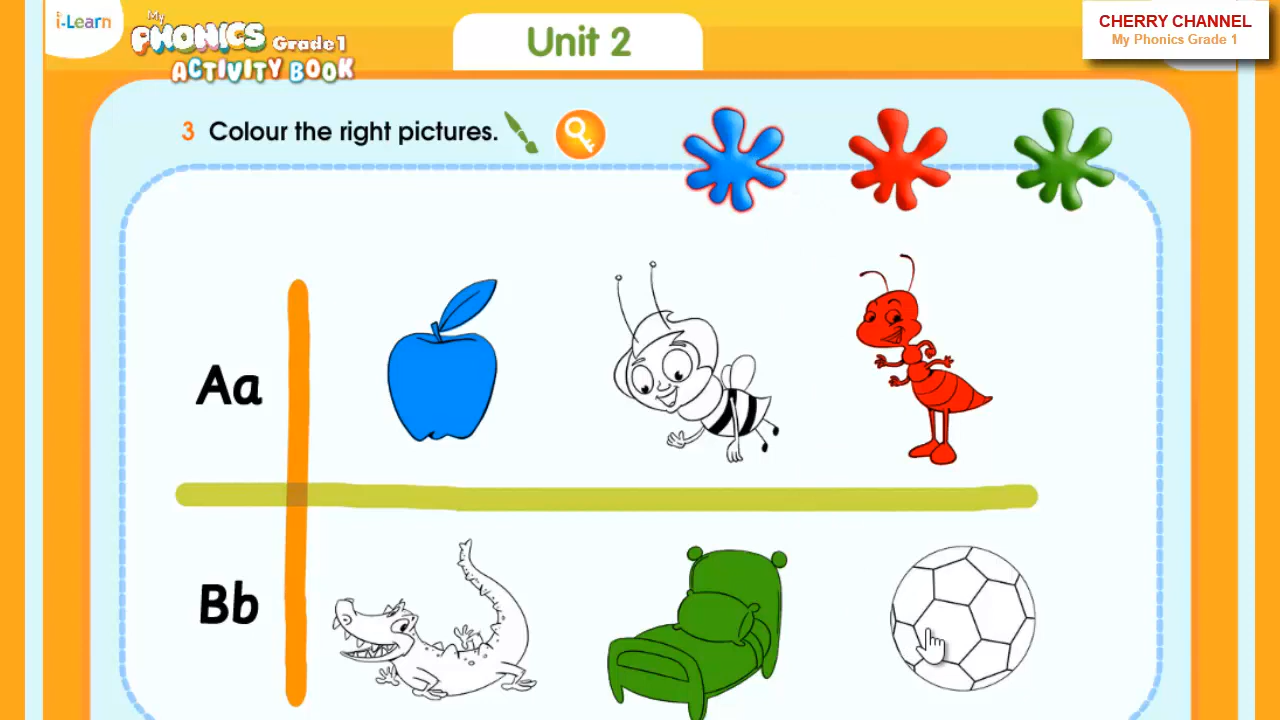 i-Learn
My
PHONICS Grade 1
ACTIVITY BOOK
Unit 2
CHERRY CHANNEL
My Phonics Grade 1
3 Colour the right pictures.
Aa
Bb